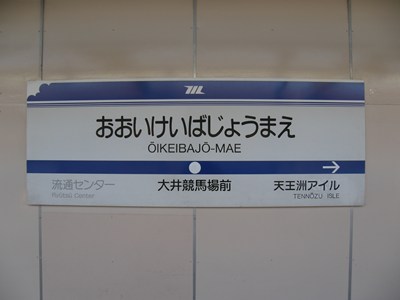 おおいけいばじょうまえ
ŌIKEIBAJŌ-MAE
流通センター 大井競馬場前 天王洲アイル
Ryūtsū Center TENNŌZU ISLE